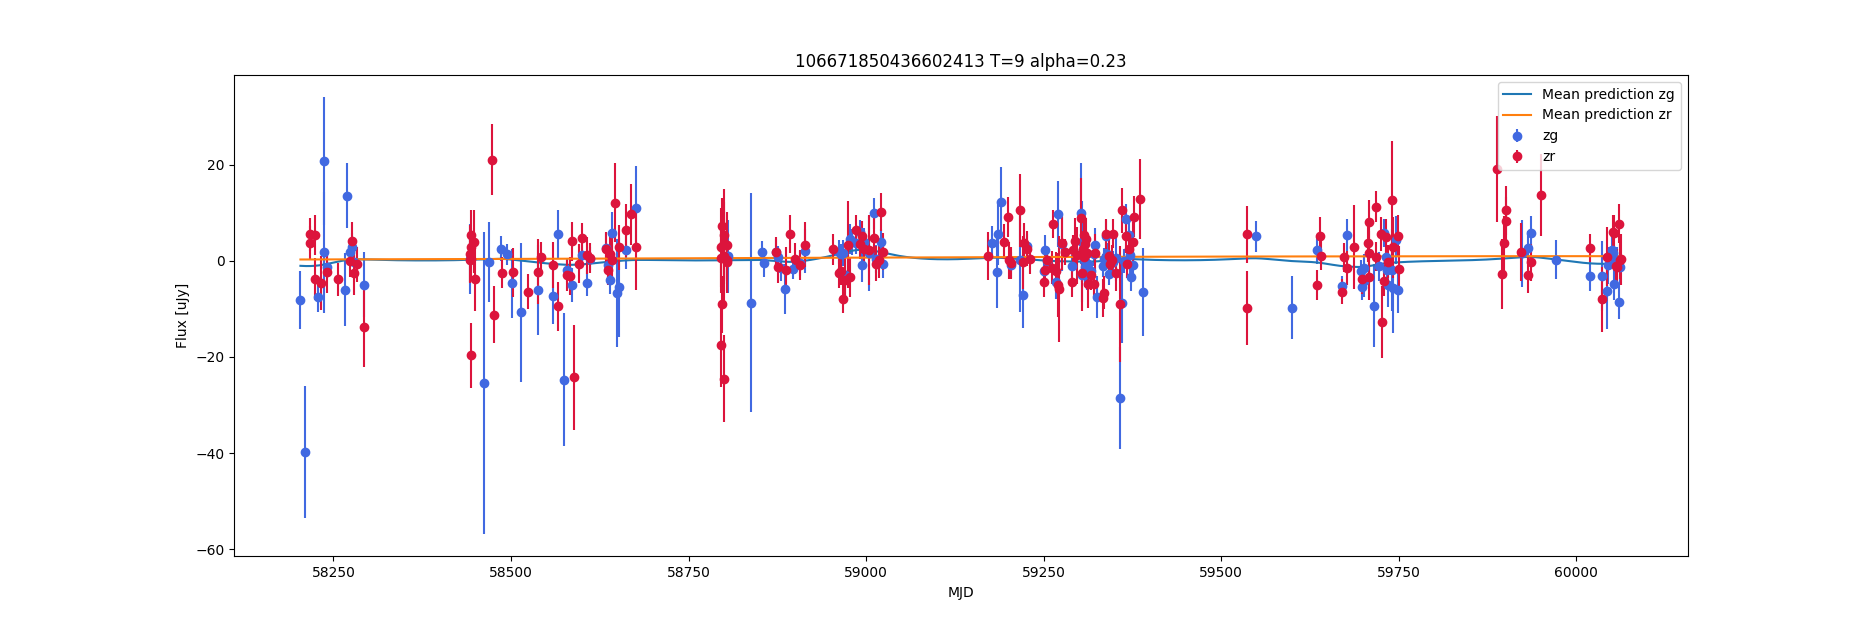 106671850436602413 T=9 alpha=0.23
Mean prediction zg
Mean prediction zr
zg
zr
20
0
−20
−40
−60
Flux [uJy]
58250 58500 58750 59000 59250 59500 59750 60000
MJD